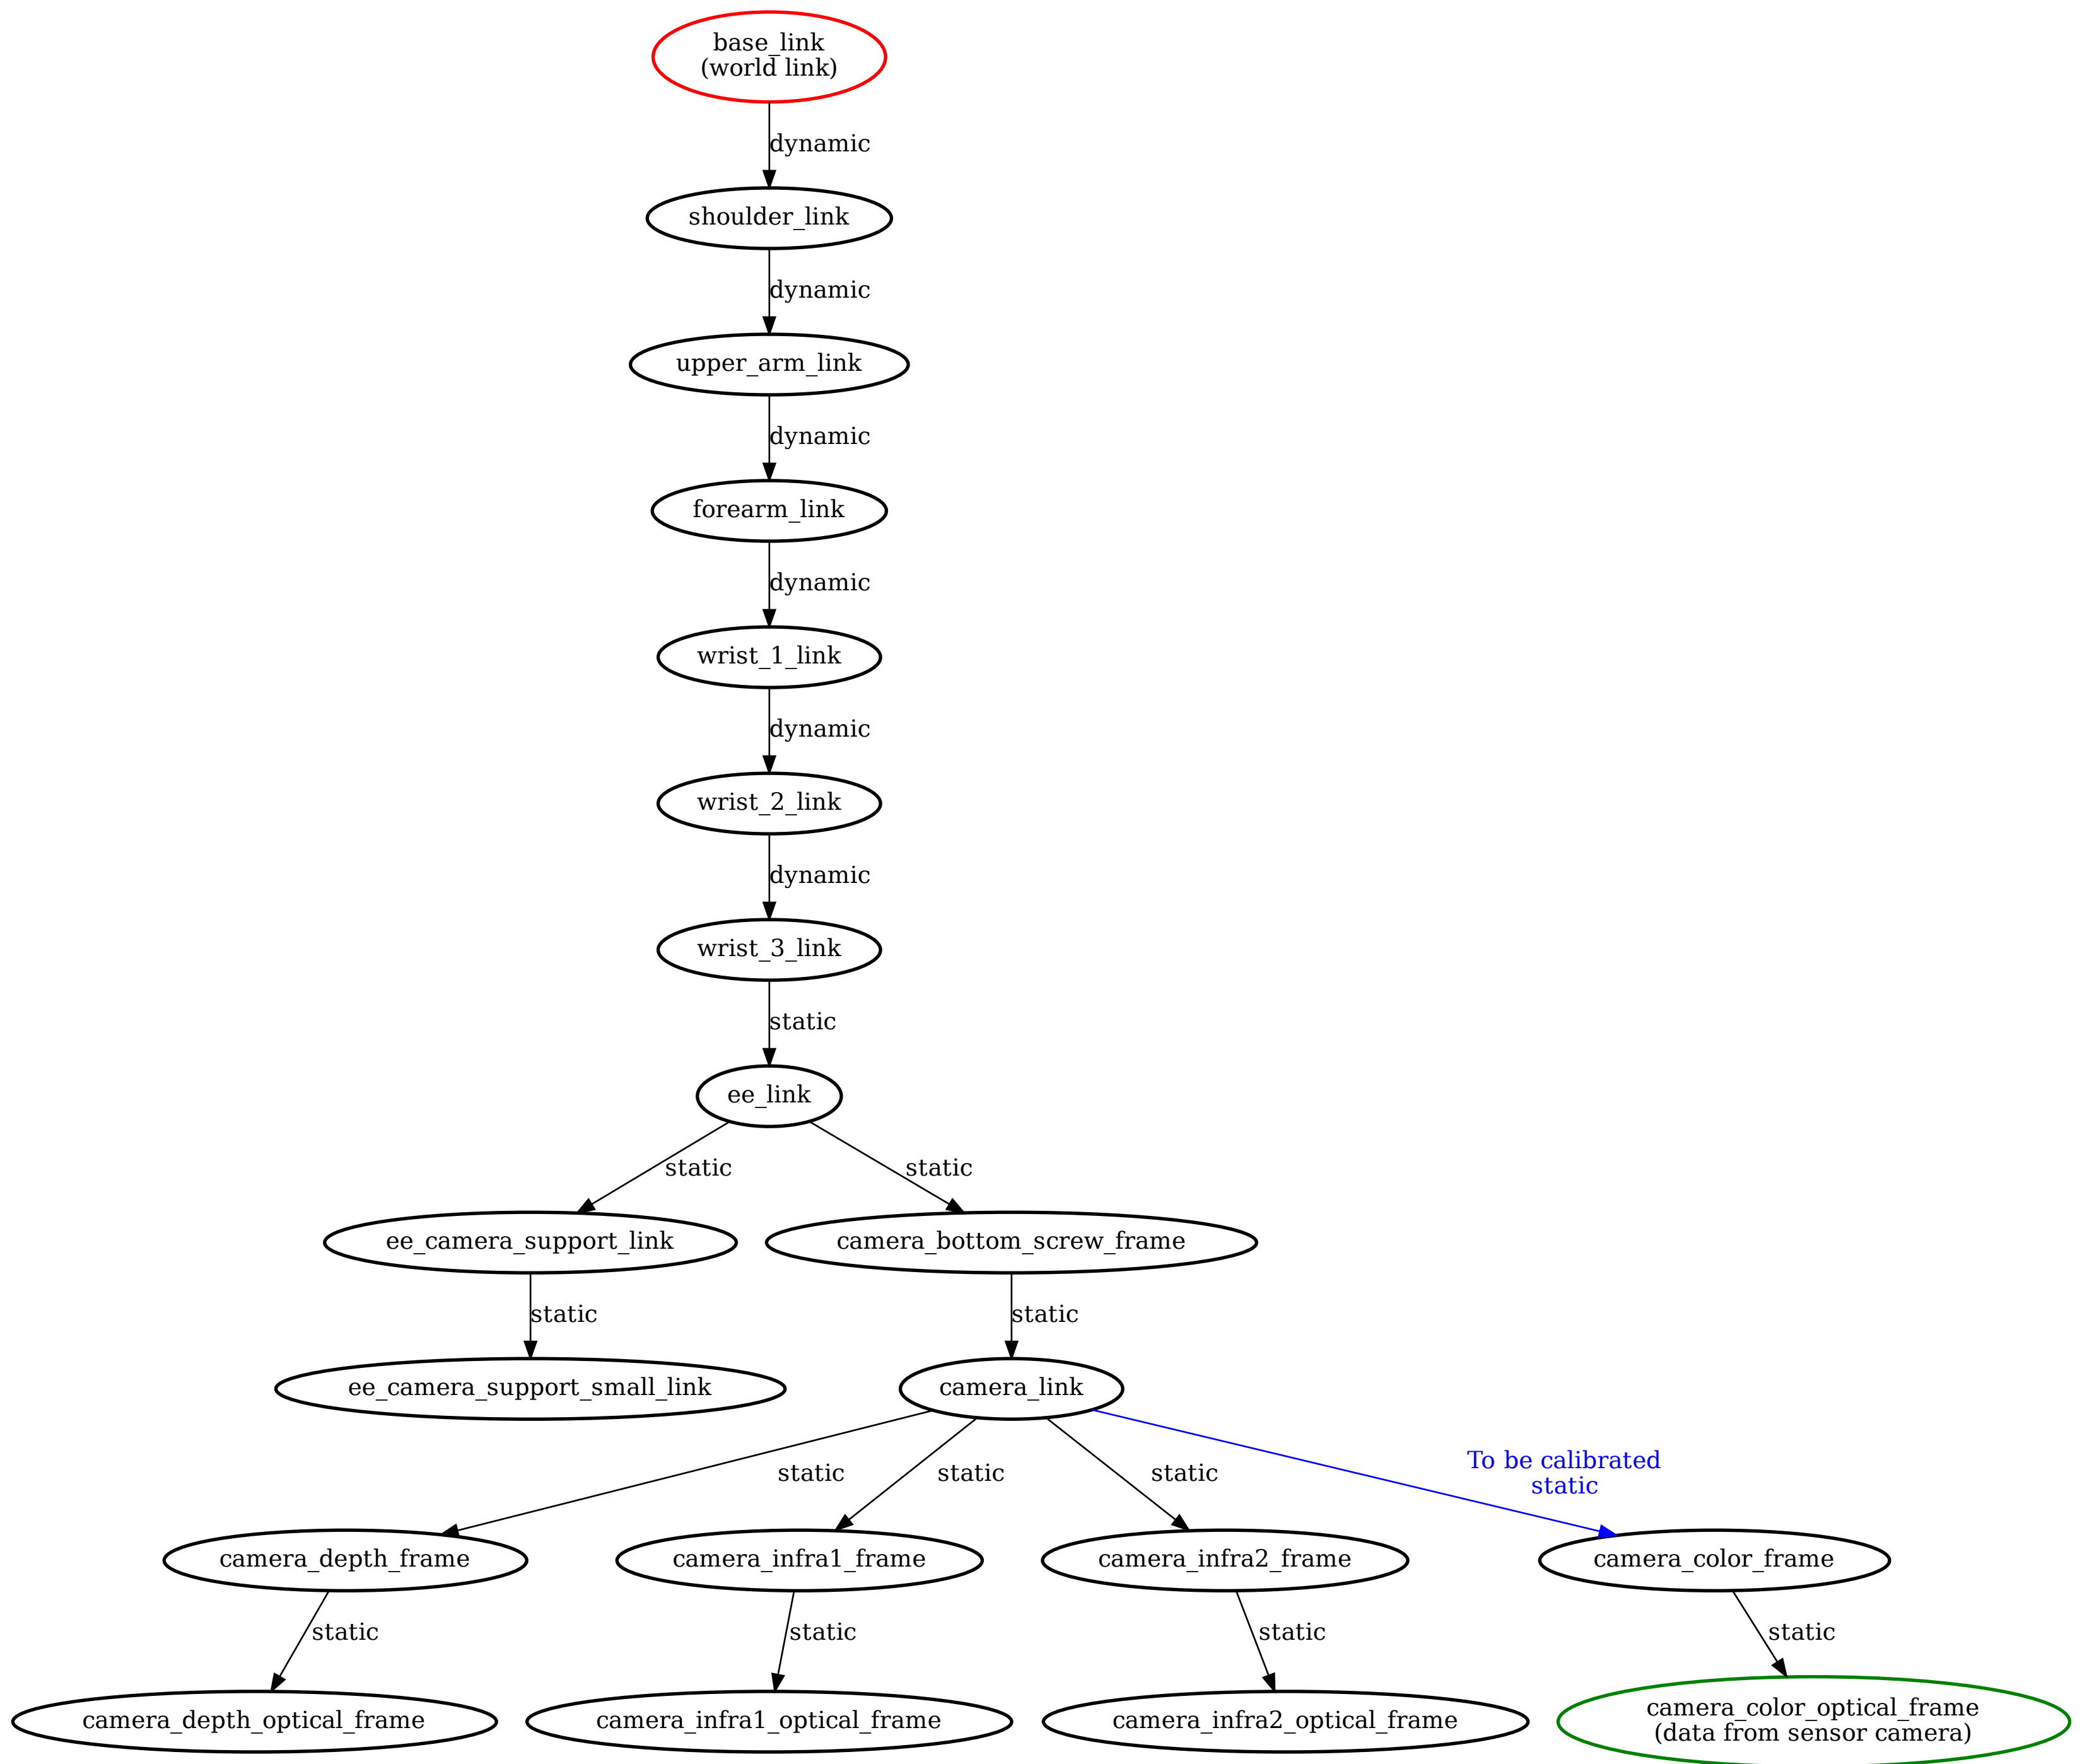 base_link
(world link)
dynamic
shoulder_link
dynamic
upper_arm_link
dynamic
forearm_link
dynamic
wrist_1_link
dynamic
wrist_2_link
dynamic
wrist_3_link
static
ee_link
static
static
ee_camera_support_link
camera_bottom_screw_frame
static
static
ee_camera_support_small_link
camera_link
To be calibrated
static
static
static
static
camera_depth_frame
camera_infra1_frame
camera_infra2_frame
camera_color_frame
static
static
static
static
camera_depth_optical_frame
camera_infra1_optical_frame
camera_infra2_optical_frame
camera_color_optical_frame
(data from sensor camera)